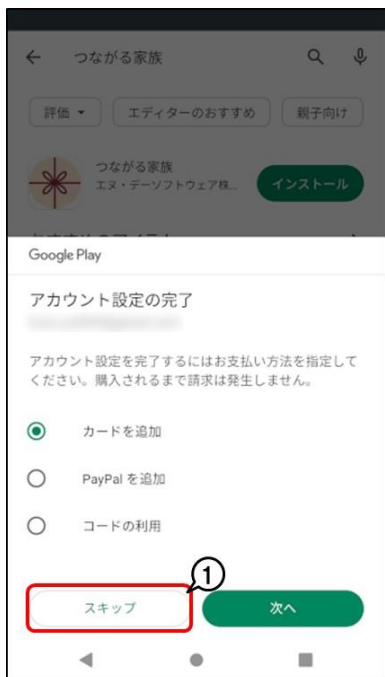 つながる家族
評価
エディターのおすすめ
親子向け
つながる家族
エヌ・デーソフトウェア株...
インストール
Google Play
アカウント設定の完了
アカウント設定を完了するにはお支払い方法を指定して
ください。購入されるまで請求は発生しません。
カードを追加
PayPal を追加
コードの利用
①
スキップ
次へ